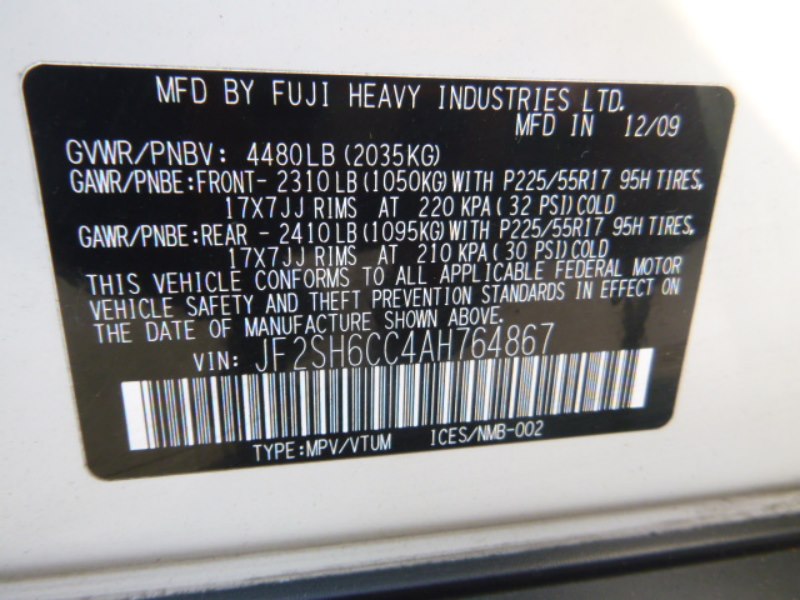 MFD BY FUJI HEAVY INDUSTRIES LTD.
MFD IN 12/09
GVWR/PNBV: 4480LB (2035KG)
GAWR/PNBE:FRONT- 2310LB (1050KG) WITH P225/55R17 95H TIRES,
17X7JJ RIMS AT 220 KPA (32 PSI) COLD
GAWR/PNBE:REAR - 2410LB (1095KG) WITH P225/55R17 95H TIRES,
17X7JJ RIMS AT 210 KPA (30 PSI) COLD
THIS VEHICLE CONFORMS TO ALL APPLICABLE FEDERAL MOTOR
VEHICLE SAFETY AND THEFT PREVENTION STANDARDS IN EFFECT ON
THE DATE OF MANUFACTURE SHOWN ABOVE.
VIN: JF2SH6CC4AH764867
TYPE:MPV/VTUM ICES/NMB-002